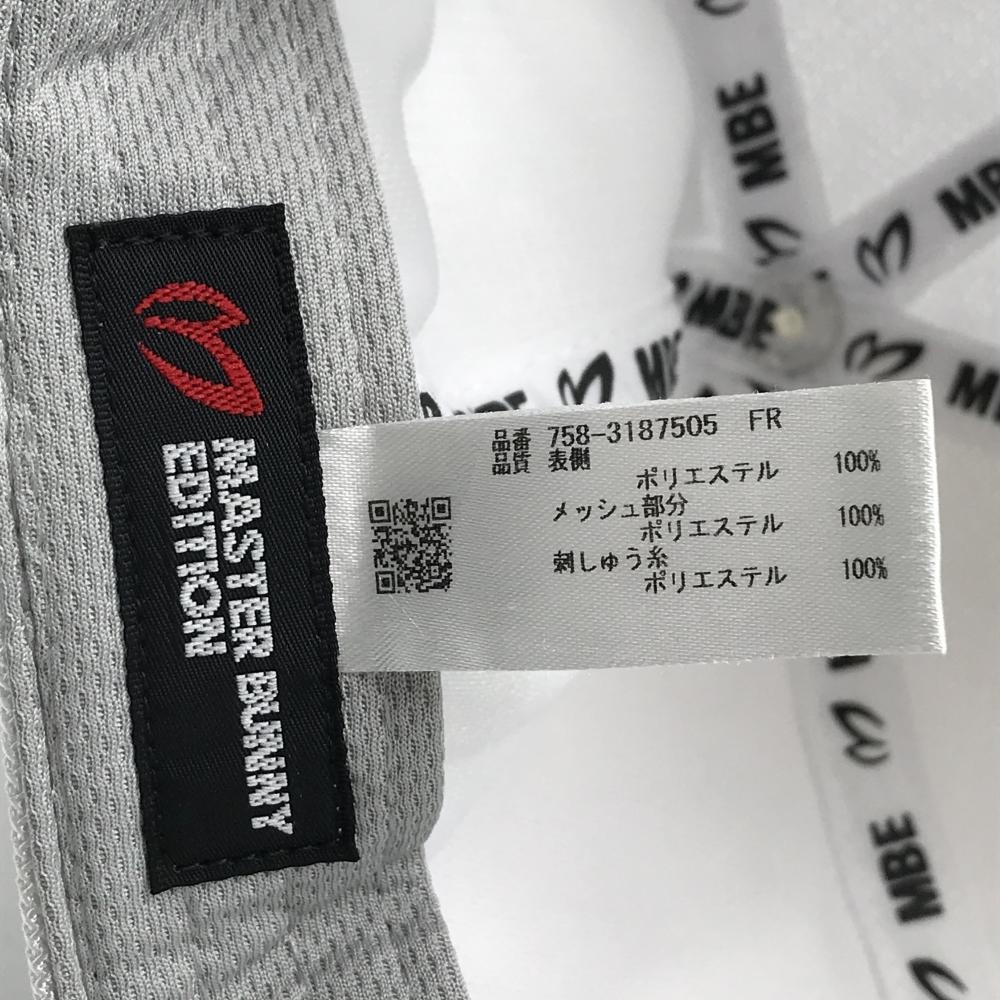 MASTER BUNNY
EDITION
品番 758-3187505 FR
品質 表側
ポリエステル 100%
メッシュ部分
ポリエステル 100%
刺しゅう糸
ポリエステル 100%
MBE
MBE
MBE
MBE